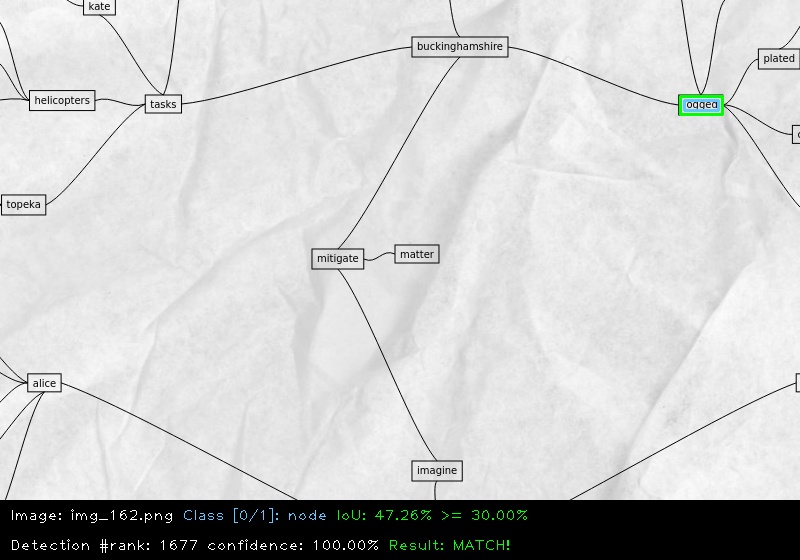 kate
buckinghamshire
plated
helicopters
tasks
topeka
mitigate
matter
alice
imagine
Image: img_162.png Class [0/1]: node IoU: 47.26% >= 30.00%
Detection #rank: 1677 confidence: 100.00% Result: MATCH!